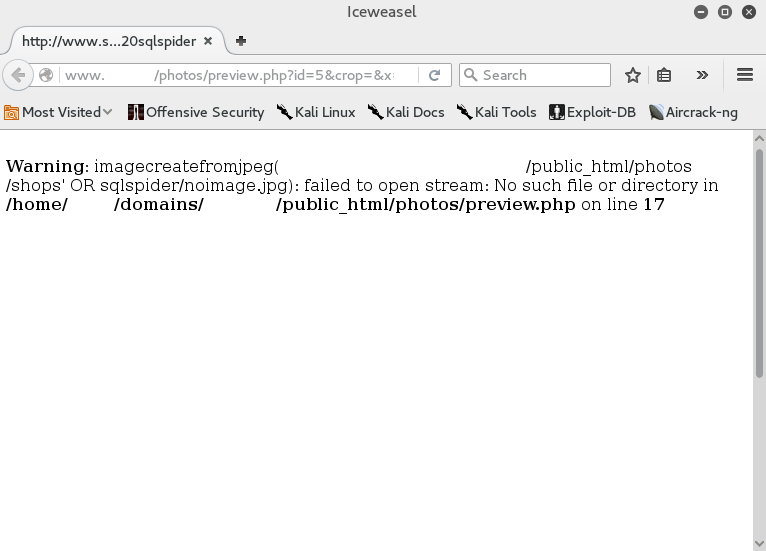 Iceweasel
http://www.s...20sqlspider
www. /photos/preview.php?id=5&crop=&x
Search
Most Visited Offensive Security Kali Linux Kali Docs Kali Tools Exploit-DB Aircrack-ng
Warning: imagecreatefromjpeg( /public_html/photos
/shops' OR sqlspider/noimage.jpg): failed to open stream: No such file or directory in
/home/ /domains/ /public_html/photos/preview.php on line 17